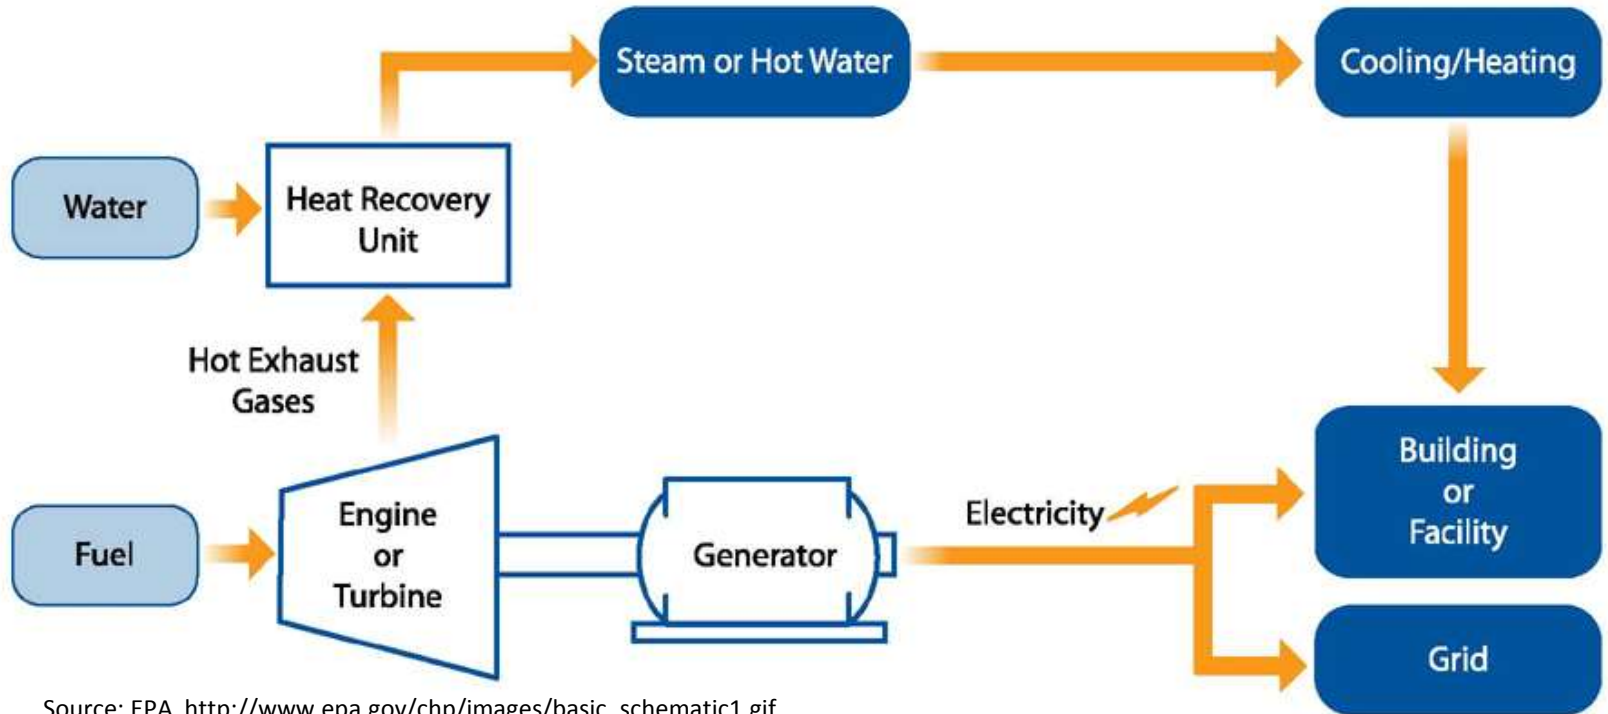 Steam or Hot Water
Cooling/Heating
Water
Heat Recovery
Unit
Hot Exhaust
Gases
Fuel
Engine
or
Turbine
Generator
Electricity
Building
or
Facility
Grid
Source: EPA, http://www.epa.gov/chp/images/basic_schematic1.gif